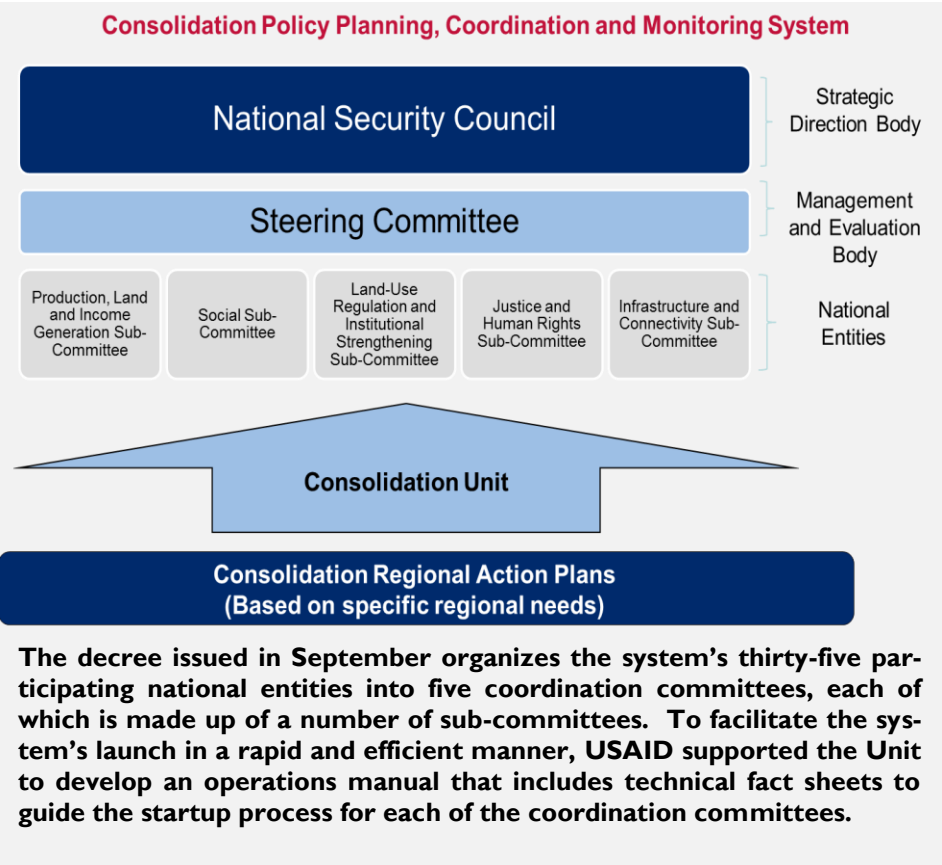 Consolidation Policy Planning, Coordination and Monitoring System
National Security Council
Strategic
Direction Body
Steering Committee
Management
and Evaluation
Body
Production, Land
and Income
Generation Sub-
Committee
Social Sub-
Committee
Land-Use
Regulation and
Institutional
Strengthening
Sub-Committee
Justice and
Human Rights
Sub-Committee
Infrastructure and
Connectivity Sub-
Committee
National
Entities
Consolidation Unit
Consolidation Regional Action Plans
(Based on specific regional needs)
The decree issued in September organizes the system’s thirty-five par-
ticipating national entities into five coordination committees, each of
which is made up of a number of sub-committees. To facilitate the sys-
tem’s launch in a rapid and efficient manner, USAID supported the Unit
to develop an operations manual that includes technical fact sheets to
guide the startup process for each of the coordination committees.